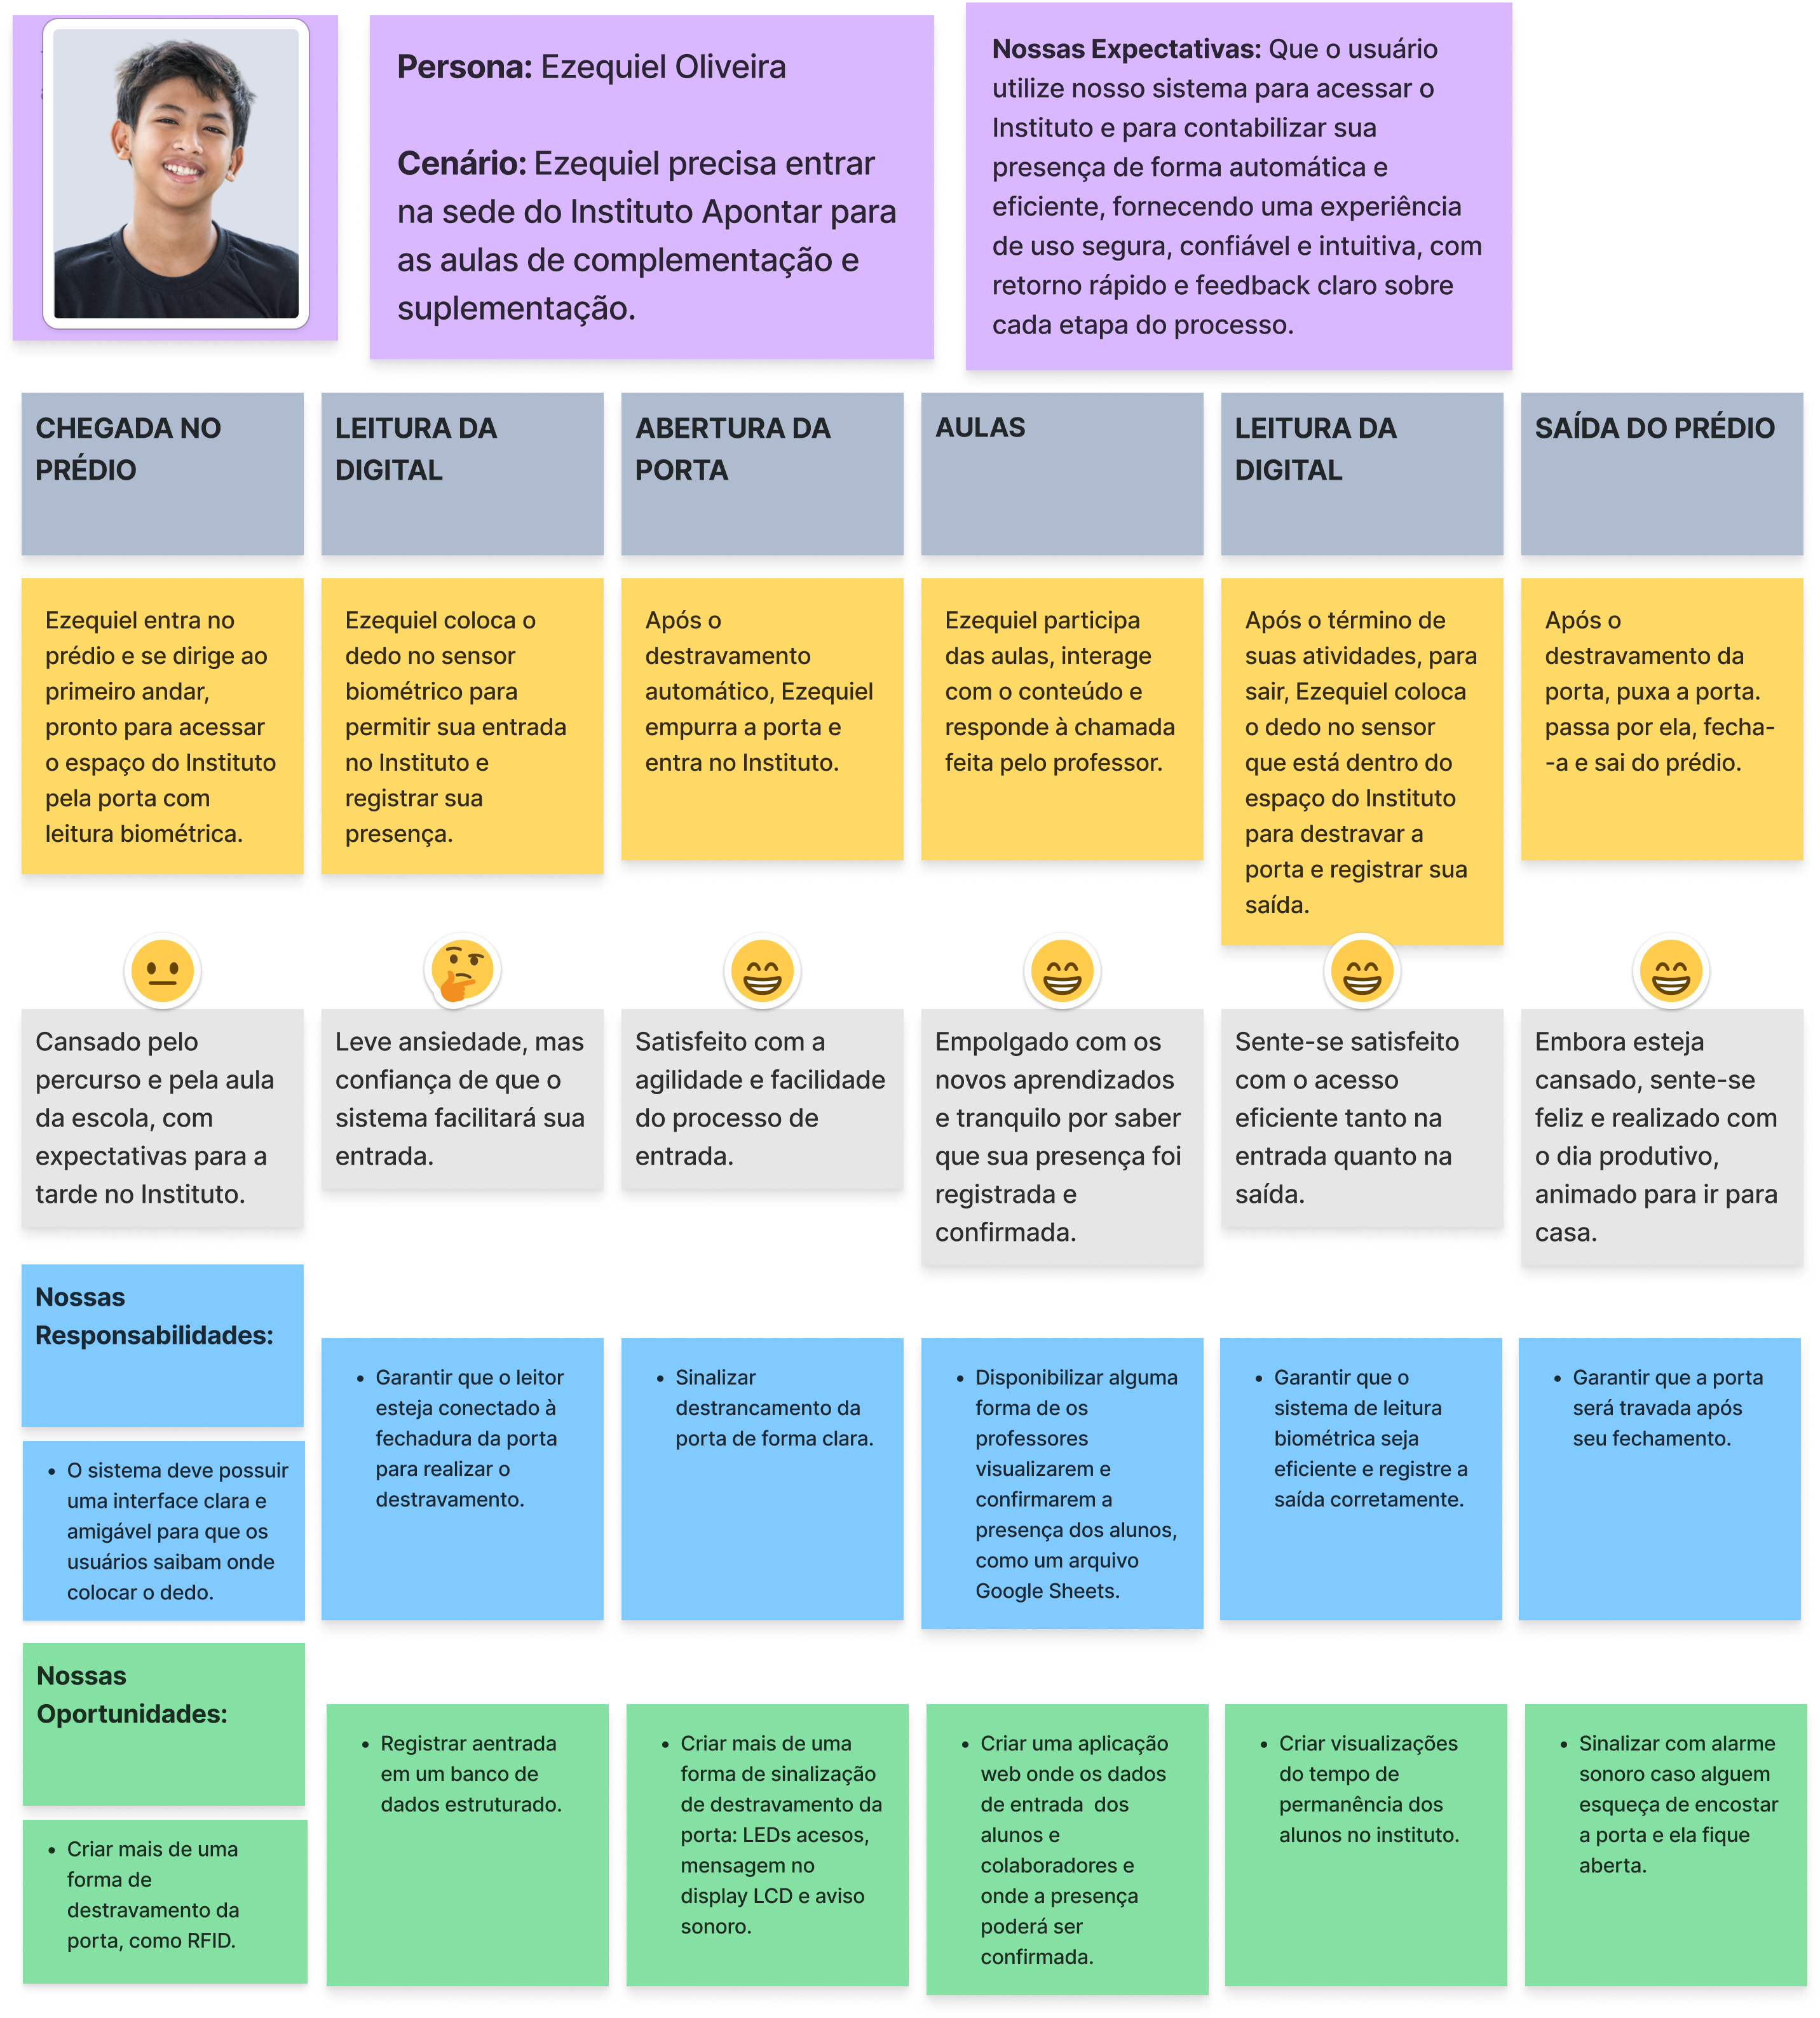 Persona: Ezequiel Oliveira
Cenário: Ezequiel precisa entrar
na sede do Instituto Apontar para
as aulas de complementação e
suplementação.
Nossas Expectativas: Que o usuário
utilize nosso sistema para acessar o
Instituto e para contabilizar sua
presença de forma automática e
eficiente, fornecendo uma experiência
de uso segura, confiável e intuitiva, com
retorno rápido e feedback claro sobre
cada etapa do processo.
CHEGADA NO
PRÉDIO
LEITURA DA
DIGITAL
ABERTURA DA
PORTA
AULAS
LEITURA DA
DIGITAL
SAÍDA DO PRÉDIO
Ezequiel entra no
prédio e se dirige ao
primeiro andar,
pronto para acessar
o espaço do Instituto
pela porta com
leitura biométrica.
Ezequiel coloca o
dedo no sensor
biométrico para
permitir sua entrada
no Instituto e
registrar sua
presença.
Após o
destravamento
automático, Ezequiel
empurra a porta e
entra no Instituto.
Ezequiel participa
das aulas, interage
com o conteúdo e
responde à chamada
feita pelo professor.
Após o término de
suas atividades, para
sair, Ezequiel coloca
o dedo no sensor
que está dentro do
espaço do Instituto
para destravar a
porta e registrar sua
saída.
Após o
destravamento da
porta, puxa a porta.
passa por ela, fecha-
-a e sai do prédio.
Cansado pelo
percurso e pela aula
da escola, com
expectativas para a
tarde no Instituto.
Leve ansiedade, mas
confiança de que o
sistema facilitará sua
entrada.
Satisfeito com a
agilidade e facilidade
do processo de
entrada.
Empolgado com os
novos aprendizados
e tranquilo por saber
que sua presença foi
registrada e
confirmada.
Sente-se satisfeito
com o acesso
eficiente tanto na
entrada quanto na
saída.
Embora esteja
cansado, sente-se
feliz e realizado com
o dia produtivo,
animado para ir para
casa.
Nossas
Responsabilidades:
• O sistema deve possuir
uma interface clara e
amigável para que os
usuários saibam onde
colocar o dedo.
• Garantir que o leitor
esteja conectado à
fechadura da porta
para realizar o
destravamento.
• Sinalizar
destrancamento da
porta de forma clara.
• Disponibilizar alguma
forma de os
professores
visualizarem e
confirmarem a
presença dos alunos,
como um arquivo
Google Sheets.
• Garantir que o
sistema de leitura
biométrica seja
eficiente e registre a
saída corretamente.
• Garantir que a porta
será travada após
seu fechamento.
Nossas
Oportunidades:
• Criar mais de uma
forma de
destravamento da
porta, como RFID.
• Registrar aentrada
em um banco de
dados estruturado.
• Criar mais de uma
forma de sinalização
de destravamento da
porta: LEDs acesos,
mensagem no
display LCD e aviso
sonoro.
• Criar uma aplicação
web onde os dados
de entrada  dos
alunos e
colaboradores e
onde a presença
poderá ser
confirmada.
• Criar visualizações
do tempo de
permanência dos
alunos no instituto.
• Sinalizar com alarme
sonoro caso alguem
esqueça de encostar
a porta e ela fique
aberta.